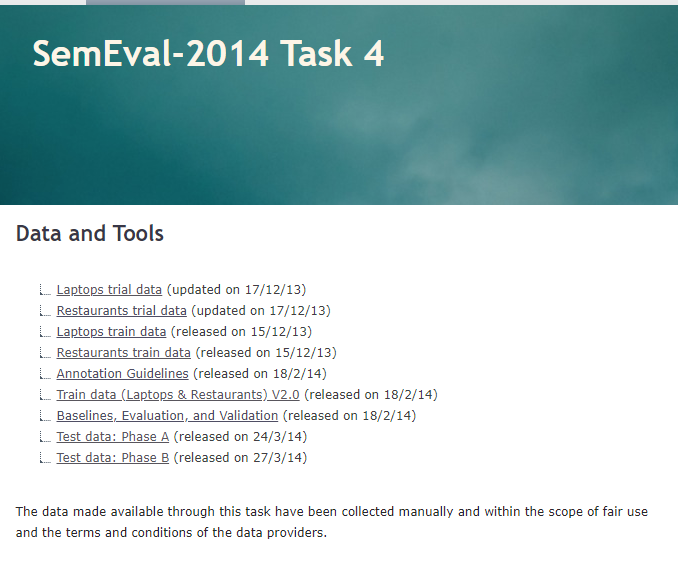 SemEval-2014 Task 4
Data and Tools
Laptops trial data (updated on 17/12/13)
Restaurants trial data (updated on 17/12/13)
Laptops train data (released on 15/12/13)
Restaurants train data (released on 15/12/13)
Annotation Guidelines (released on 18/2/14)
Train data (Laptops & Restaurants) V2.0 (released on 18/2/14)
Baselines, Evaluation, and Validation (released on 18/2/14)
Test data: Phase A (released on 24/3/14)
Test data: Phase B (released on 27/3/14)
The data made available through this task have been collected manually and within the scope of fair use
and the terms and conditions of the data providers.